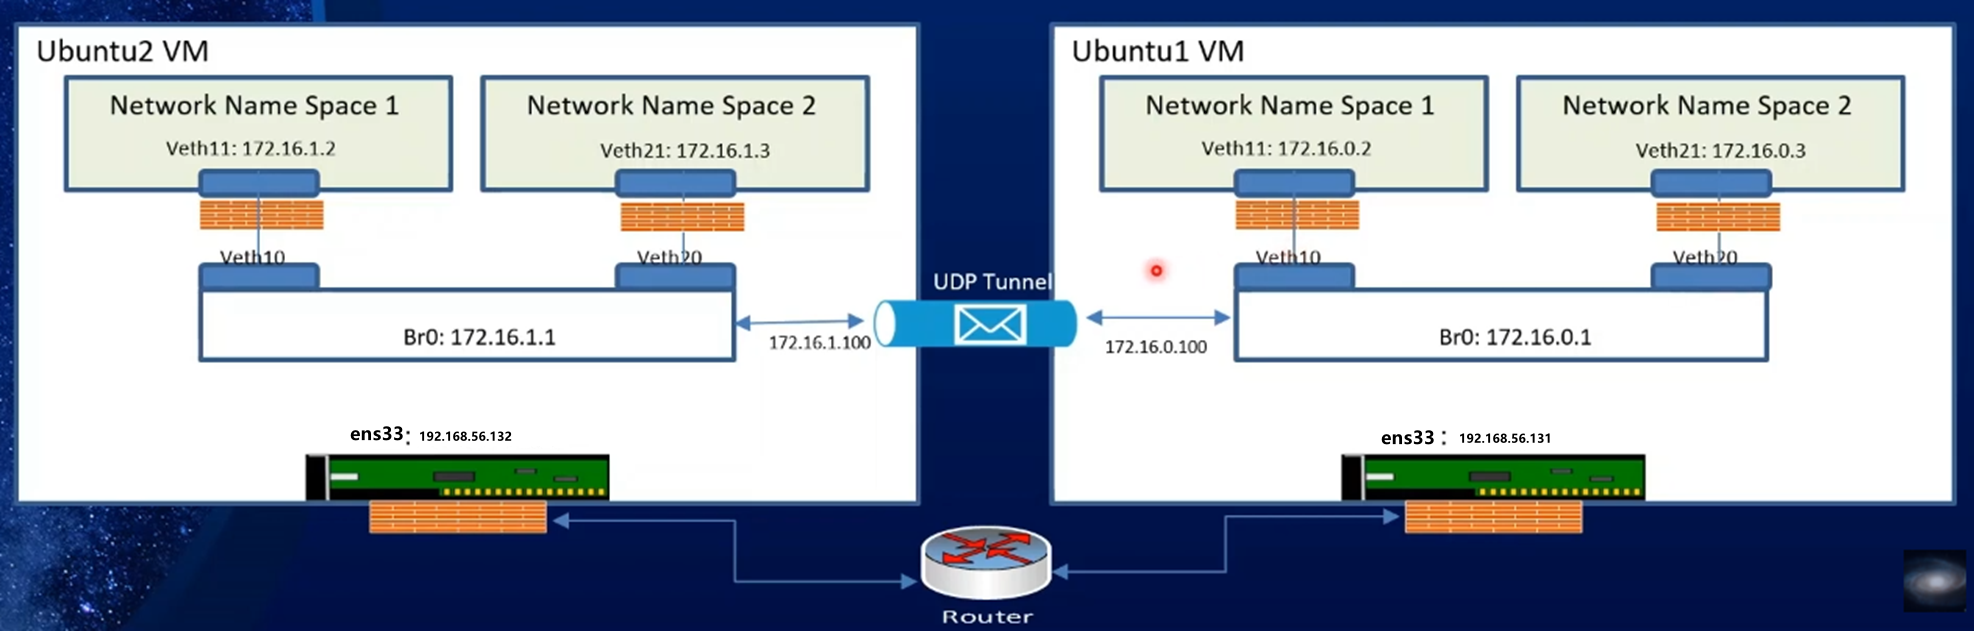 Ubuntu2 VM
Network Name Space 1
Veth11: 172.16.1.2
Network Name Space 2
Veth21: 172.16.1.3
Veth10
Veth20
Br0: 172.16.1.1
172.16.1.100
ens33: 192.168.56.132
UDP Tunnel
Ubuntu1 VM
Network Name Space 1
Veth11: 172.16.0.2
Network Name Space 2
Veth21: 172.16.0.3
Veth10
Veth20
172.16.0.100
Br0: 172.16.0.1
ens33: 192.168.56.131
Router